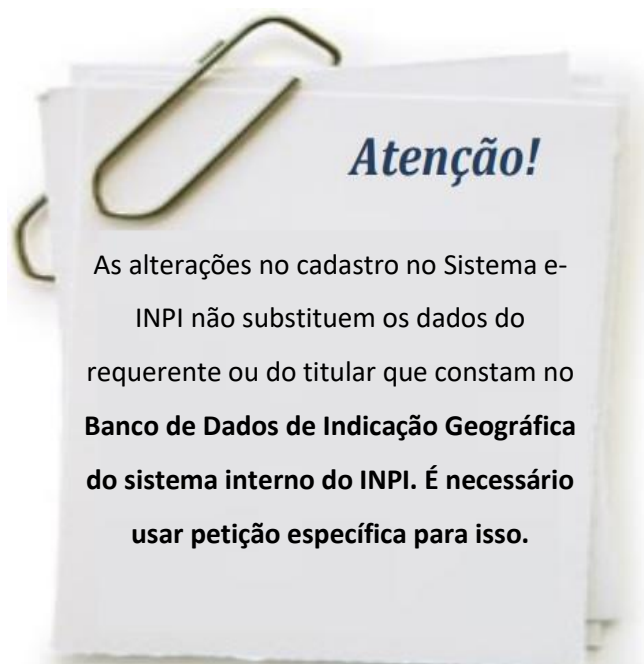 Atenção!
As alterações no cadastro no Sistema e-
INPI não substituem os dados do
requerente ou do titular que constam no
Banco de Dados de Indicação Geográfica
do sistema interno do INPI. É necessário
usar petição específica para isso.